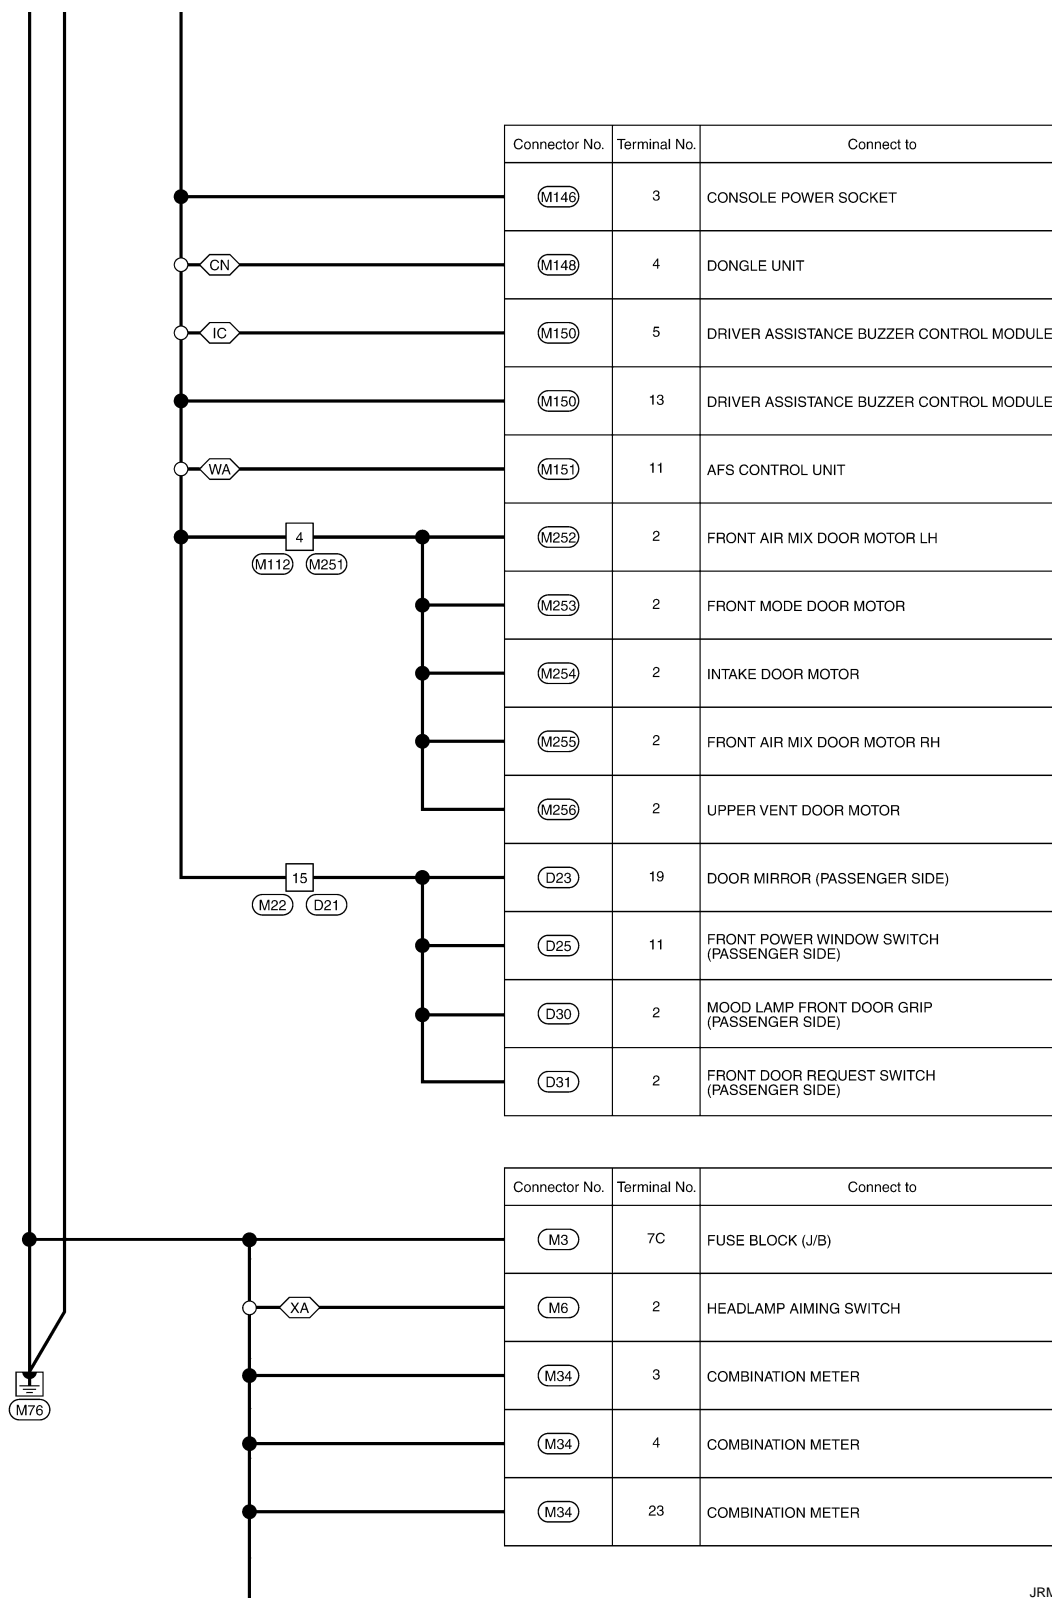 Connector No. Terminal No. Connect to
M146 3 CONSOLE POWER SOCKET
CN M148 4 DONGLE UNIT
IC M150 5 DRIVER ASSISTANCE BUZZER CONTROL MODULE
M150 13 DRIVER ASSISTANCE BUZZER CONTROL MODULE
WA M151 11 AFS CONTROL UNIT
4 M252 2 FRONT AIR MIX DOOR MOTOR LH
M112 M251
M253 2 FRONT MODE DOOR MOTOR
M254 2 INTAKE DOOR MOTOR
M255 2 FRONT AIR MIX DOOR MOTOR RH
M256 2 UPPER VENT DOOR MOTOR
15 D23 19 DOOR MIRROR (PASSENGER SIDE)
M22 D21
D25 11 FRONT POWER WINDOW SWITCH
(PASSENGER SIDE)
D30 2 MOOD LAMP FRONT DOOR GRIP
(PASSENGER SIDE)
D31 2 FRONT DOOR REQUEST SWITCH
(PASSENGER SIDE)
Connector No. Terminal No. Connect to
M3 7C FUSE BLOCK (J/B)
XA M6 2 HEADLAMP AIMING SWITCH
M34 3 COMBINATION METER
M76
M34 4 COMBINATION METER
M34 23 COMBINATION METER
JRM